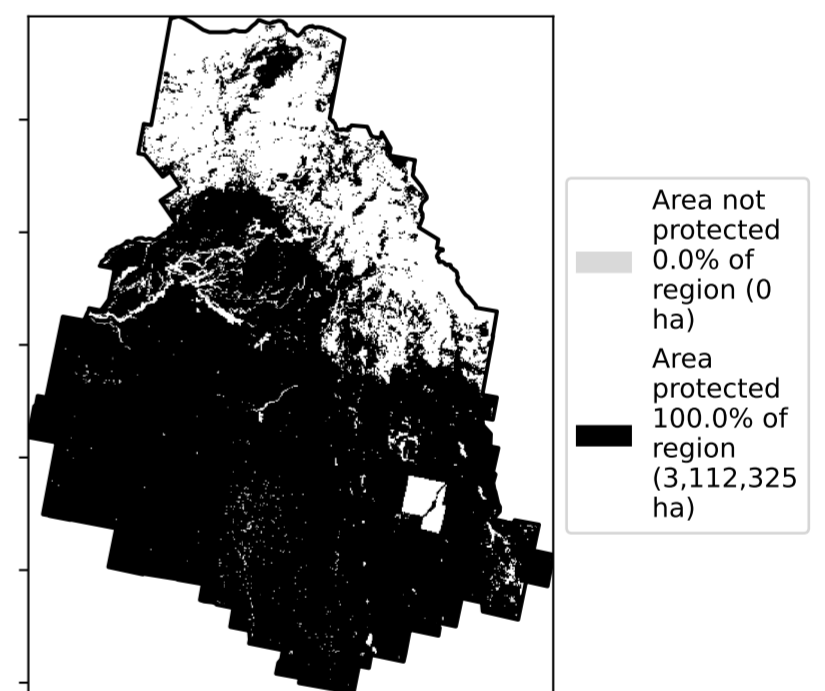 Area not
protected
0.0% of
region (0
ha)
Area
protected
100.0% of
region
(3,112,325
ha)